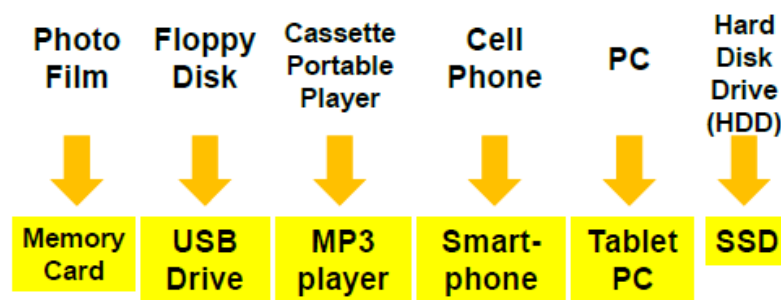 Photo
Film
Floppy
Disk
Cassette
Portable
Player
Cell
Phone
PC
Hard
Disk
Drive
(HDD)
Memory
Card
USB
Drive
MP3
player
Smart-
phone
Tablet
PC
SSD